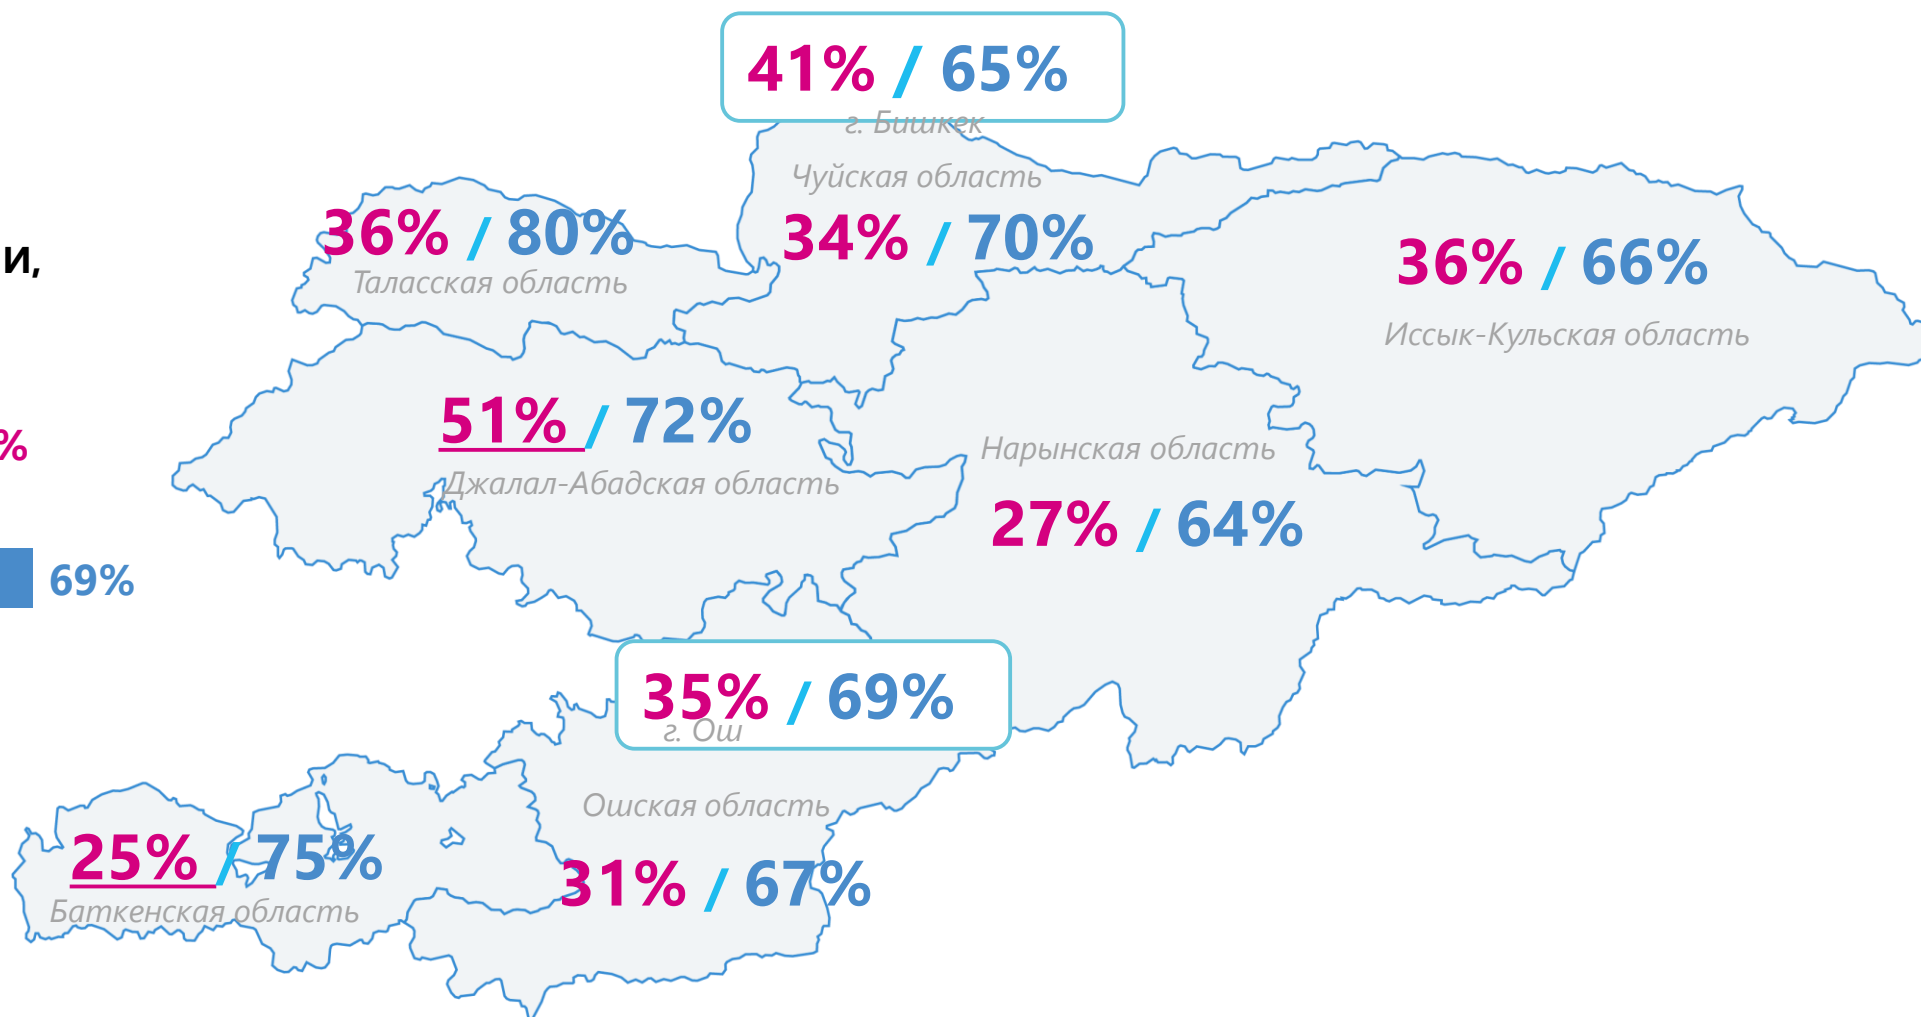 41% / 65%
г. Бишкек
Чуйская область
34% / 70%
36% / 80%
Таласская область
36% / 66%
Иссык-Кульская область
и,
51% / 72%
Джалал-Абадская область
%
Нарынская область
27% / 64%
69%
35% / 69%
г. Ош
Ошская область
31% / 67%
25% / 75%
Баткенская область